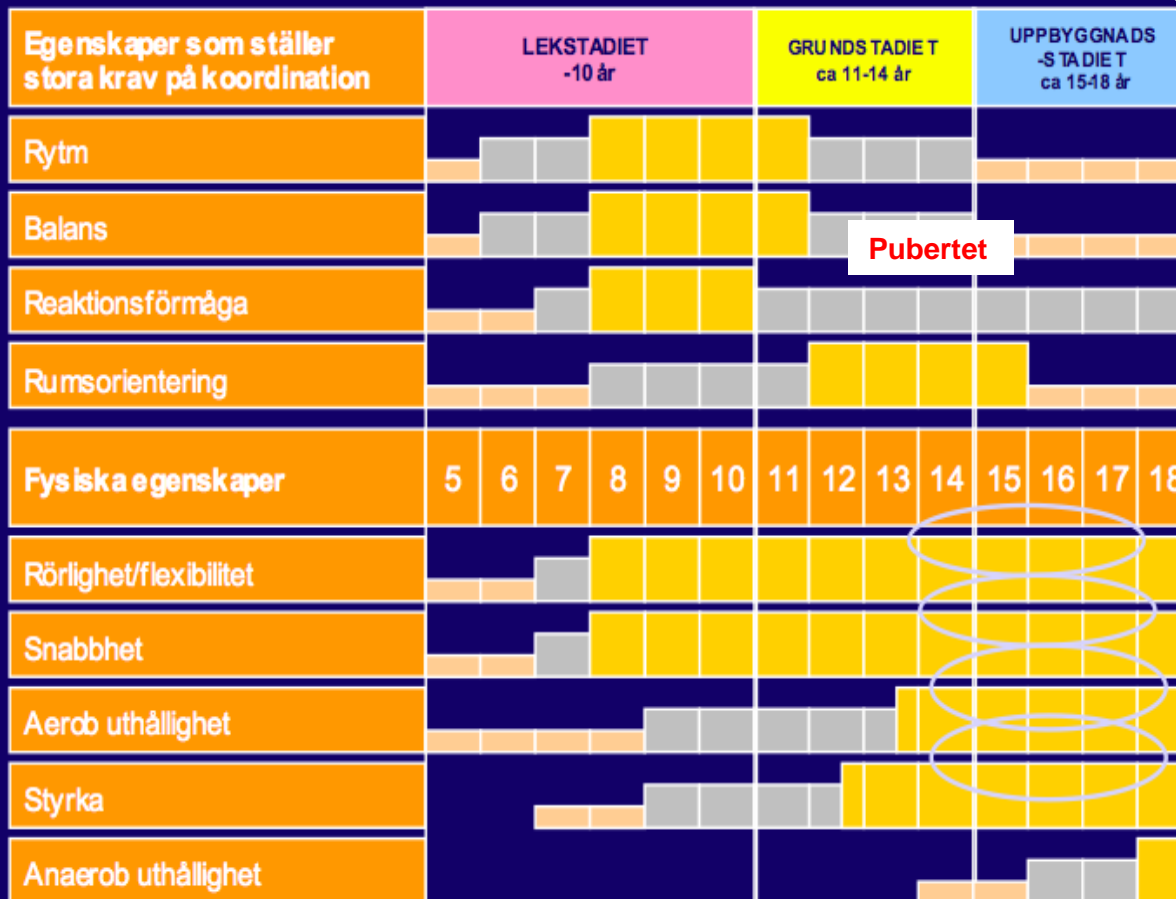 Egenskaper som ställer
stora krav på koordination
LEKSTADIET
-10 år
GRUNDSTADIET
ca 11-14 år
UPPBYGGNADS
-STADIET
ca 15-18 år
Rytm
Balans
Pubertet
Reaktionsförmåga
Rumsorientering
Fysiska egenskaper
5 6 7 8 9 10 11 12 13 14 15 16 17 18
Rörlighet/flexibilitet
Snabbhet
Aerob uthållighet
Styrka
Anaerob uthållighet